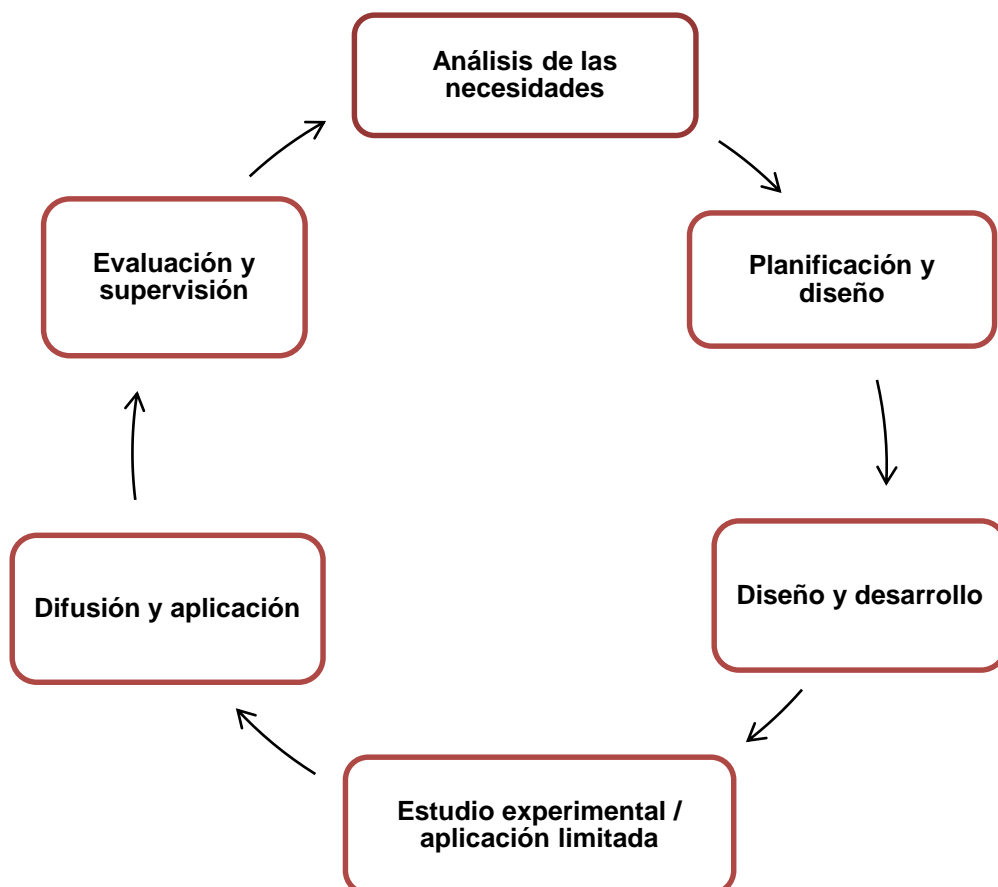 Análisis de las
necesidades
Planificación y
diseño
Diseño y desarrollo
Estudio experimental /
aplicación limitada
Difusión y aplicación
Evaluación y
supervisión